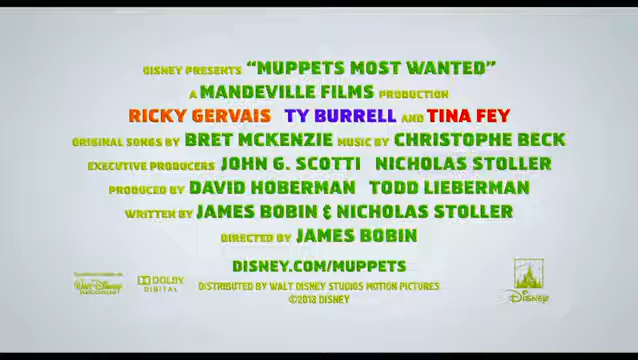 DISNEY PRESENTS "MUPPETS MOST WANTED"
A MANDEVILLE FILMS PRODUCTION
RICKY GERVAIS TY BURRELL AND TINA FEY
ORIGINAL SONGS BY BRET MCKENZIE MUSIC BY CHRISTOPHE BECK
EXECUTIVE PRODUCERS JOHN G. SCOTTI NICHOLAS STOLLER
PRODUCED BY DAVID HOBERMAN TODD LIEBERMAN
WRITTEN BY JAMES BOBIN & NICHOLAS STOLLER
DIRECTED BY JAMES BOBIN
DISNEY.COM/MUPPETS
WALT DISNEY
DOLBY
DIGITAL
DISTRIBUTED BY WALT DISNEY STUDIOS MOTION PICTURES
©2013 DISNEY
DISNEY